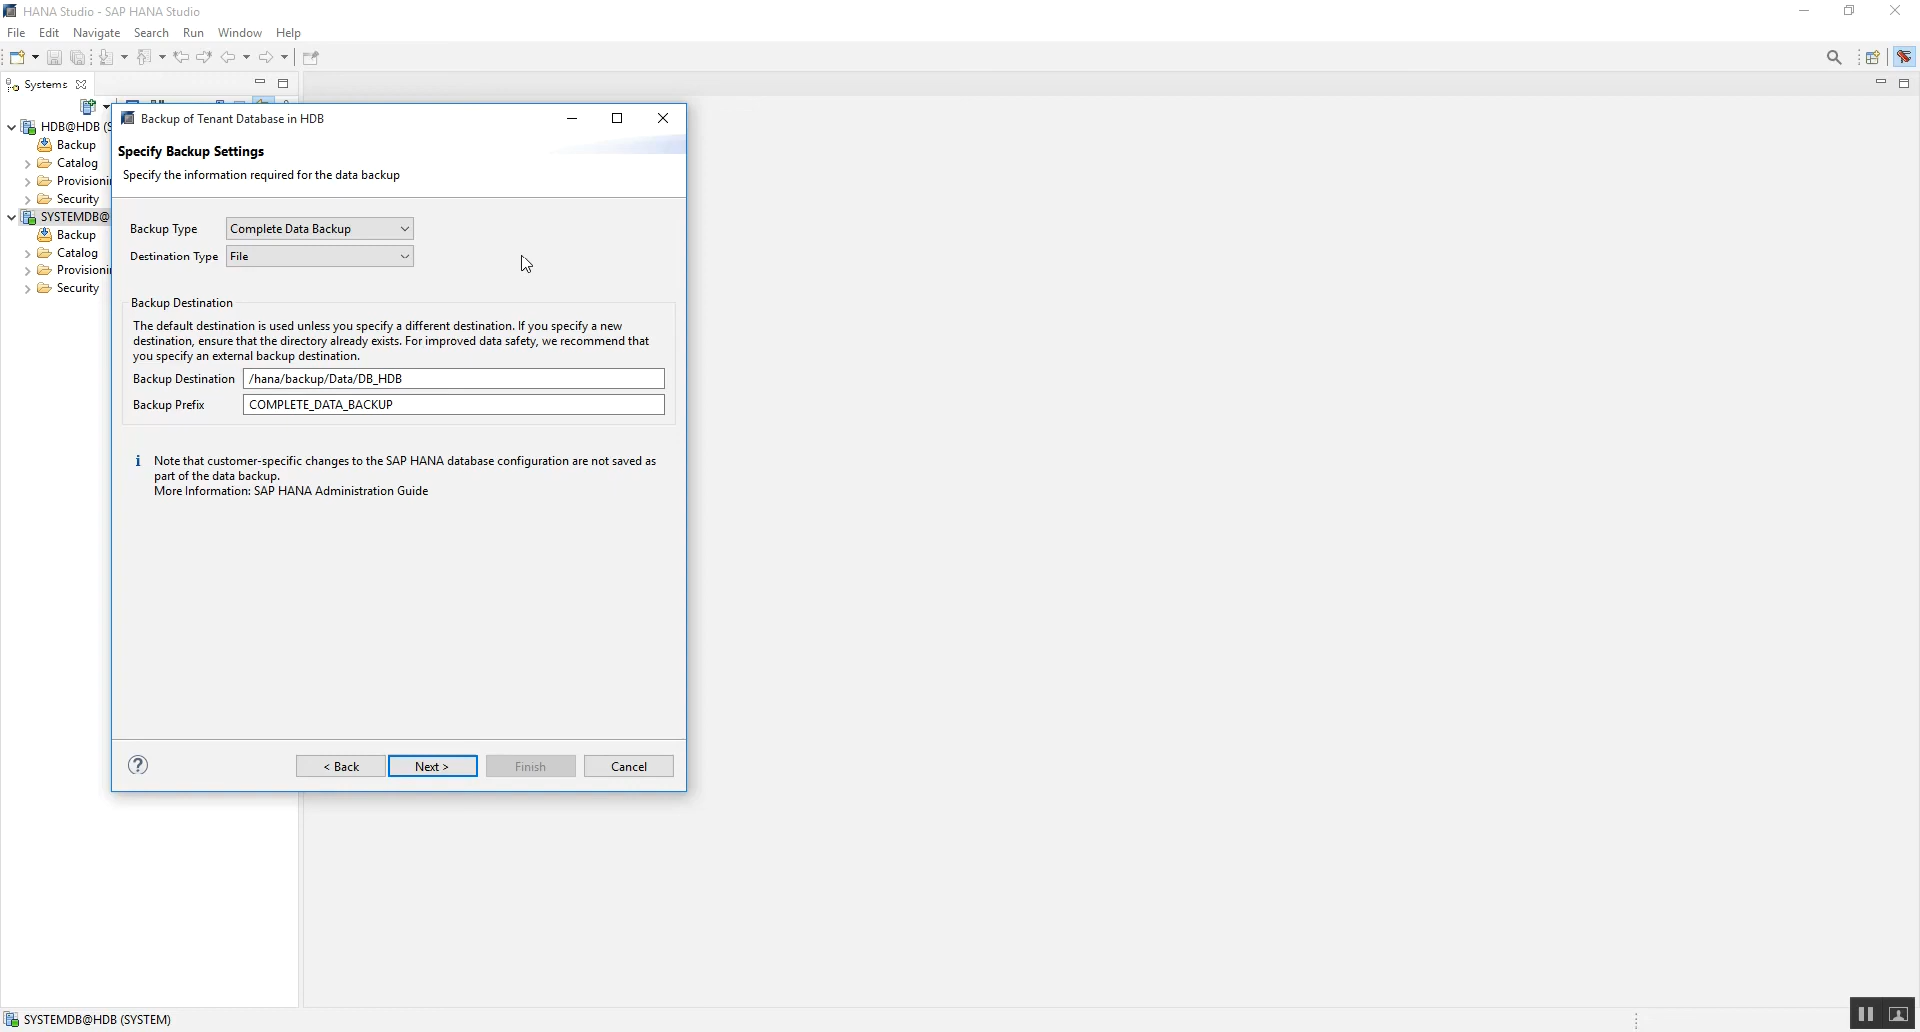 HANA Studio - SAP HANA Studio
File Edit Navigate Search Run Window Help
Systems
HDB@HDB (S
Backup
Catalog
Provisioni
Security
SYSTEMDB@
Backup
Catalog
Provisioni
Security
Backup of Tenant Database in HDB
Specify Backup Settings
Specify the information required for the data backup
Backup Type Complete Data Backup
Destination Type File
Backup Destination
The default destination is used unless you specify a different destination. If you specify a new
destination, ensure that the directory already exists. For improved data safety, we recommend that
you specify an external backup destination.
Backup Destination /hana/backup/Data/DB_HDB
Backup Prefix COMPLETE_DATA_BACKUP
Note that customer-specific changes to the SAP HANA database configuration are not saved as
part of the data backup.
More Information: SAP HANA Administration Guide
< Back Next > Finish Cancel
SYSTEMDB@HDB (SYSTEM)